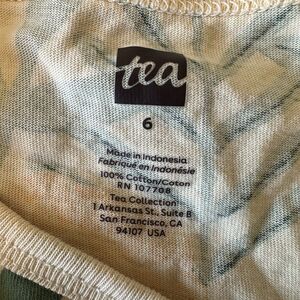 tea
6
Made in Indonesia
Fabriqué en Indonésie
100% Cotton/Coton
RN 107708
Tea Collection
1 Arkansas St., Suite B
San Francisco, CA
94107 USA